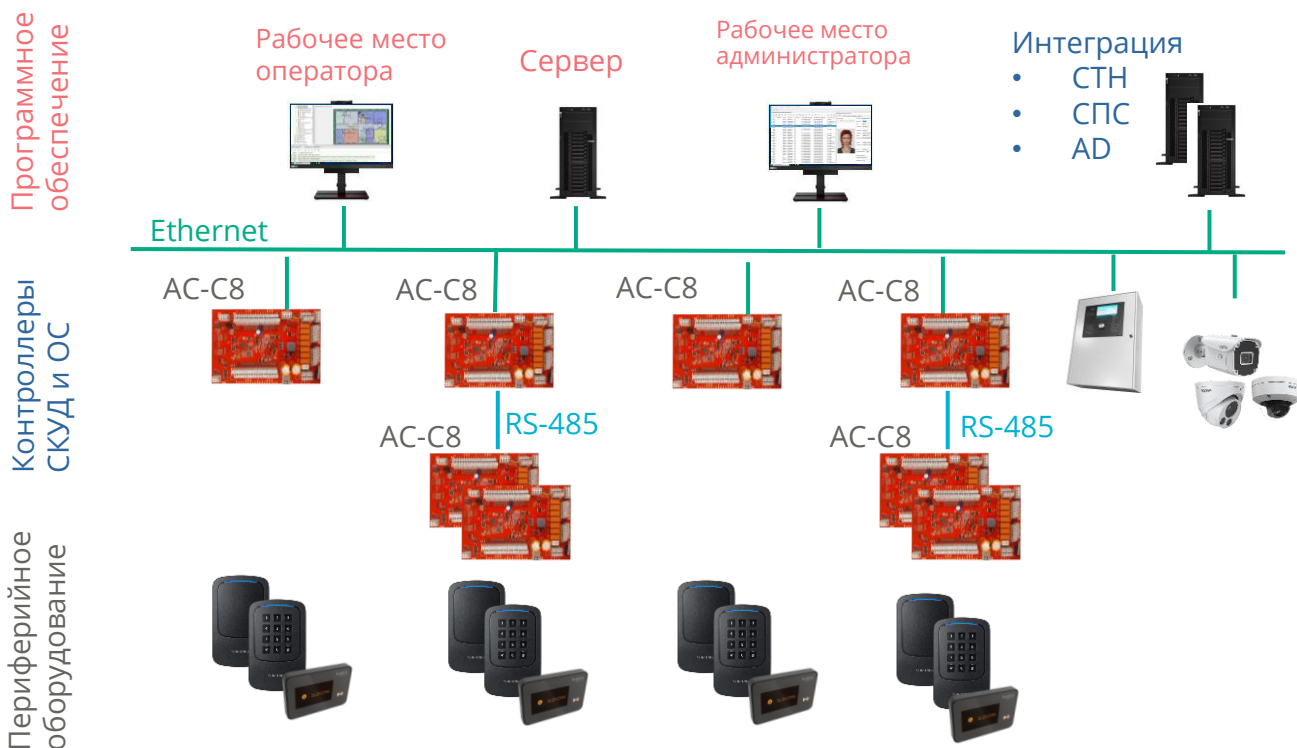 Программное
обеспечение
Рабочее место
оператора
Сервер
Рабочее место
администратора
Интеграция
• СТН
• СПС
• AD
Ethernet
Контроллеры
СКУД и ОС
AC-C8
AC-C8
AC-C8
AC-C8
RS-485
AC-C8
RS-485
AC-C8
Периферийное
оборудование